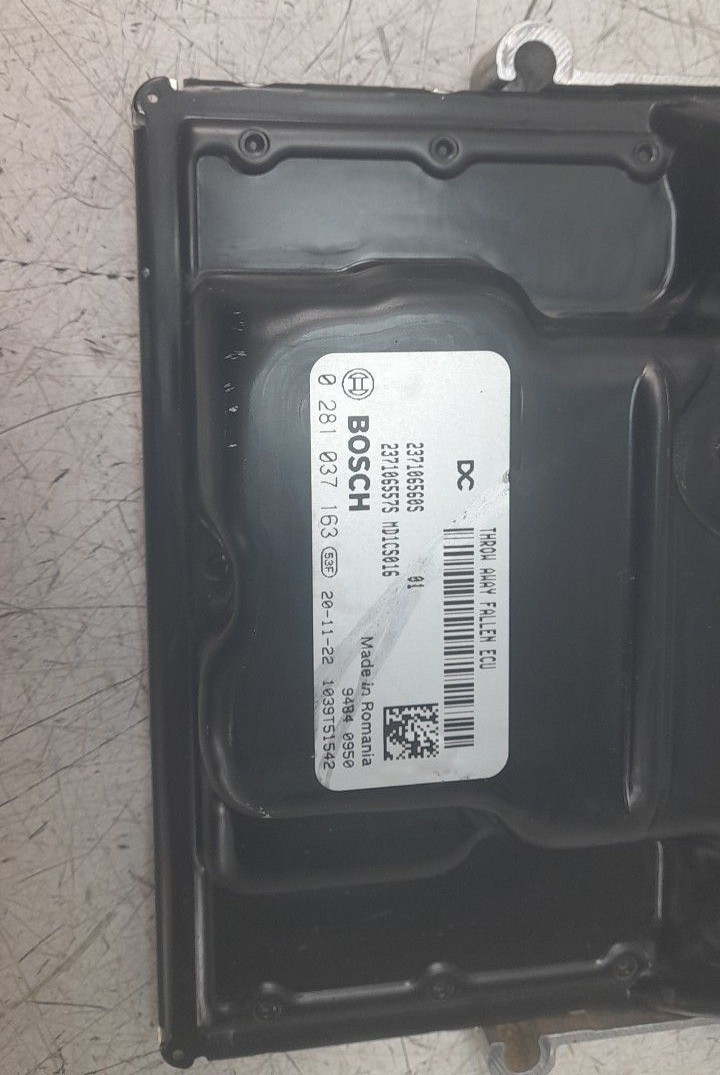 THROW AWAY FALLEN ECU
DC
237106560S 01
237106557S MD1CS016
BOSCH
Made in Romania
9484 0950
0 281 037 163 53F 20-11-22 1039T51542